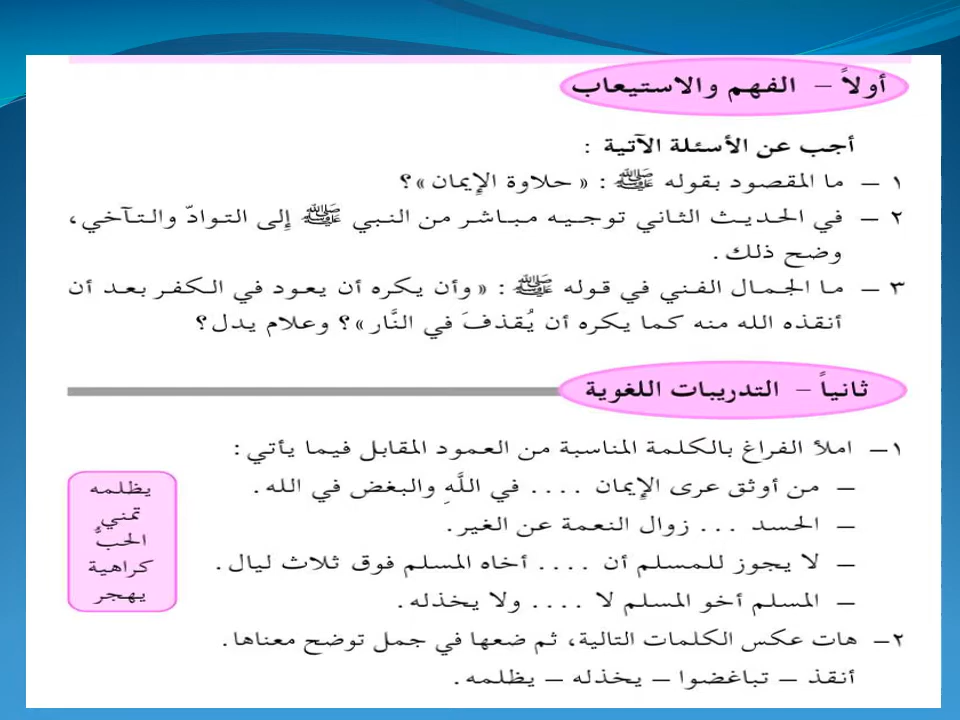 أولاً – الفهم والاستيعاب
أجب عن الأسئلة الآتية :
١ – ما المقصود بقوله ﷺ : « حلاوة الإيمان »؟
٢ – في الحديث الثاني توجيه مباشر من النبي ﷺ إلى التوادّ والتآخي،
وضح ذلك .
٣ – ما الجمال الفني في قوله ﷺ : « وأن يكره أن يعود في الكفر بعد أن
أنقذه الله منه كما يكره أن يُقذفَ في النَّار »؟ وعلام يدل؟
ثانياً – التدريبات اللغوية
١ – املأ الفراغ بالكلمة المناسبة من العمود المقابل فيما يأتي :
– من أوثق عرى الإيمان .... في اللَّهِ والبغض في الله.
– الحسد ... زوال النعمة عن الغير.
– لا يجوز للمسلم أن .... أخاه المسلم فوق ثلاث ليال.
– المسلم أخو المسلم لا .... ولا يخذله.
يظلمه
تمني
الحبُّ
كراهية
يهجر
٢ – هات عكس الكلمات التالية، ثم ضعها في جمل توضح معناها.
أنقذ – تباغضوا – يخذله – يظلمه.